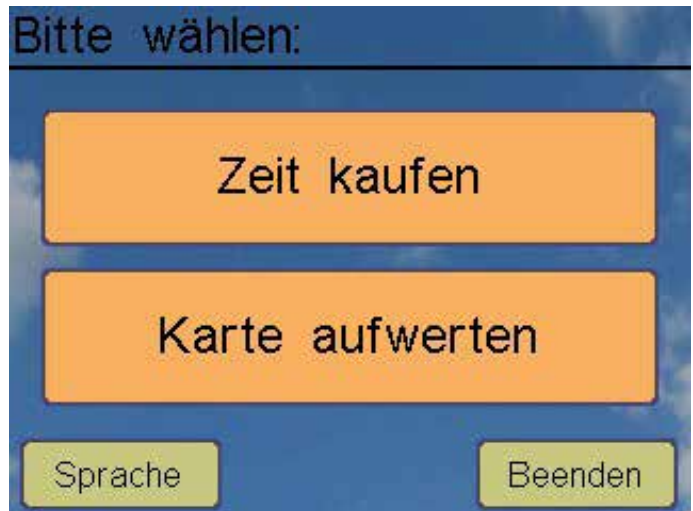 Bitte wählen:
Zeit kaufen
Karte aufwerten
Sprache
Beenden